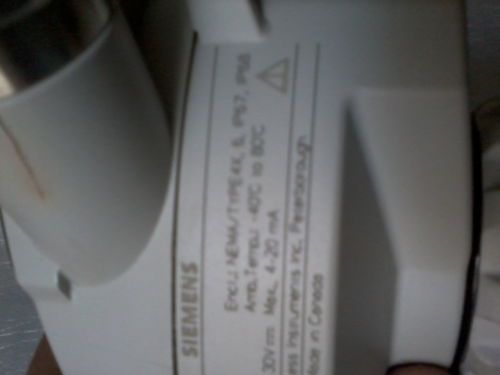 SIEMENS
Encl.: NEMA/TYPE 4X, 6, IP67, IP68
Amb.Temp.: -40°C to 80°C
30V Max., 4-20 mA
Instruments Inc. Peterborough
Made in Canada